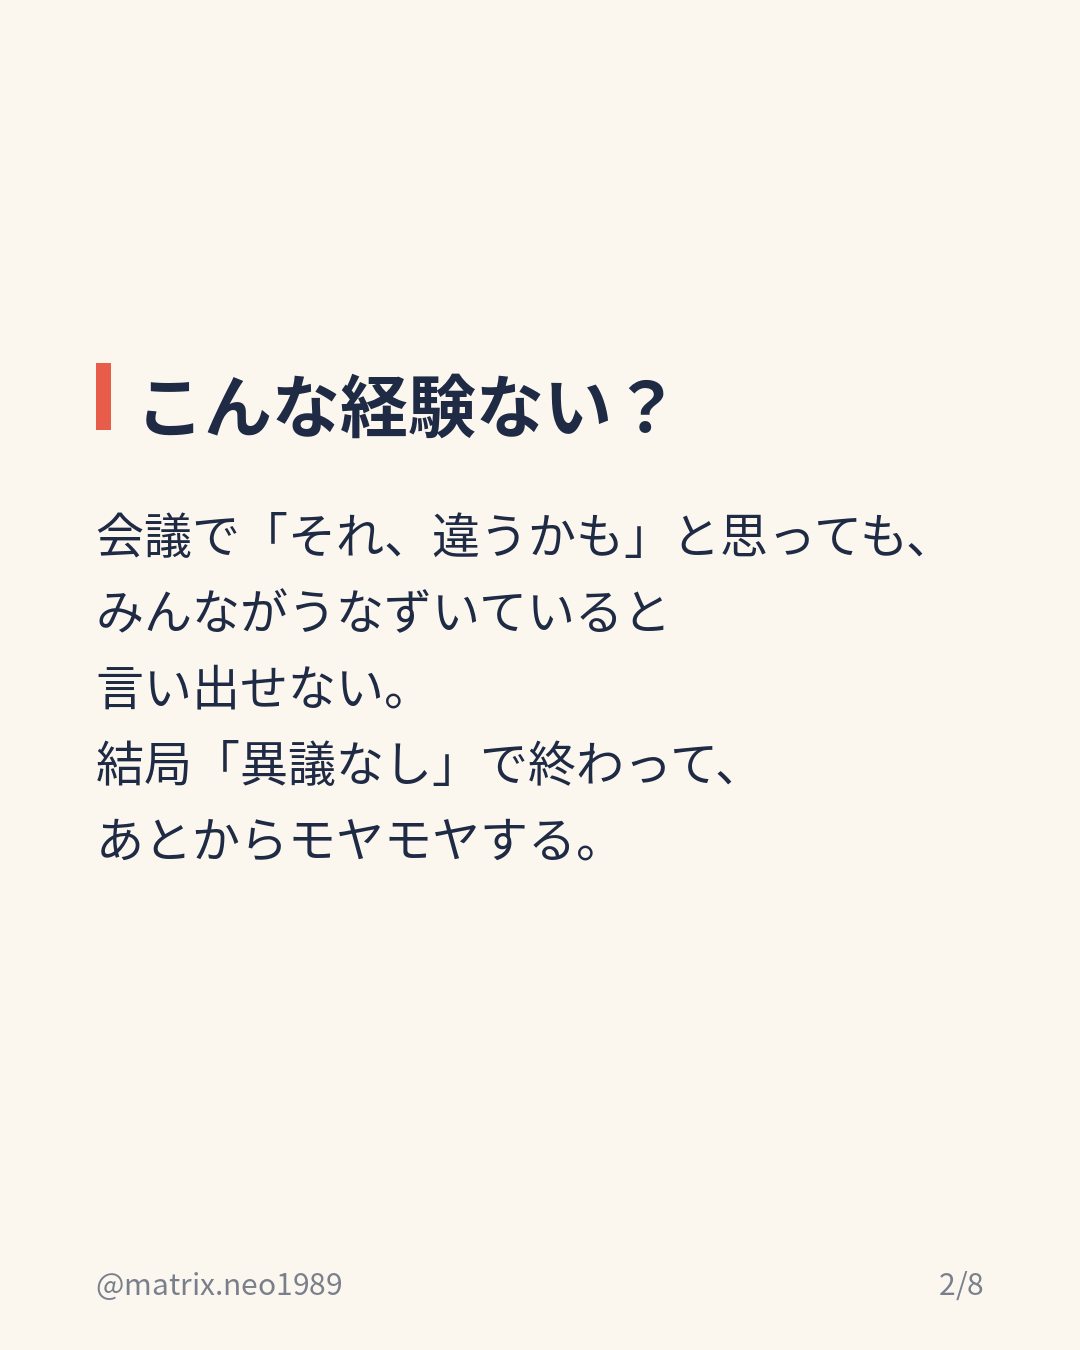 こんな経験ない？
会議で「それ、違うかも」と思っても、
みんながうなずいていると
言い出せない。
結局「異議なし」で終わって、
あとからモヤモヤする。
@matrix.neo1989
2/8